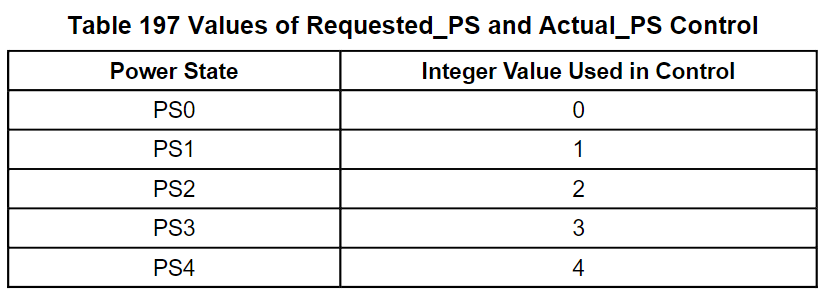 Table 197 Values of Requested_PS and Actual_PS Control
Power State Integer Value Used in Control
PS0 0
PS1 1
PS2 2
PS3 3
PS4 4